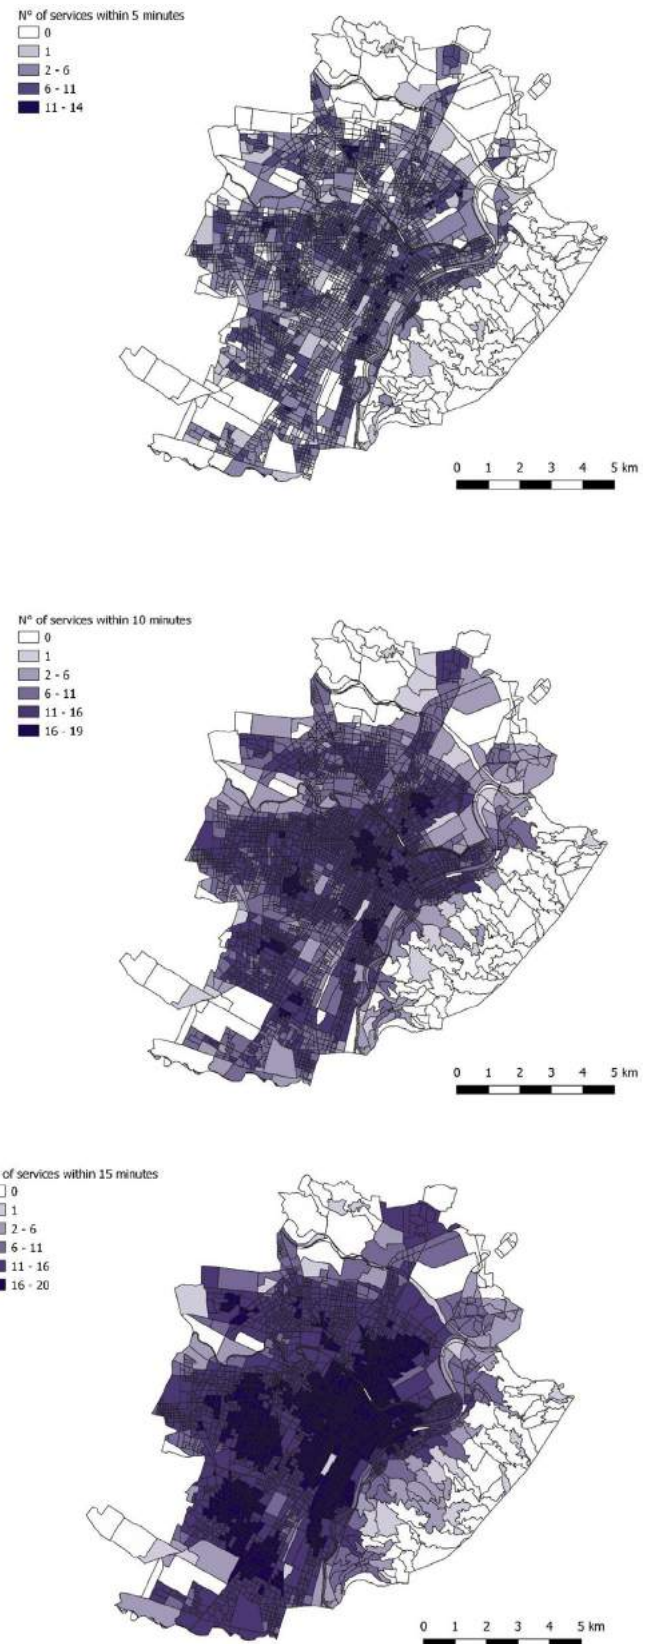 N° of services within 5 minutes
0
1
2 - 6
6 - 11
11 - 14
0 1 2 3 4 5 km
N° of services within 10 minutes
0
1
2 - 6
6 - 11
11 - 16
16 - 19
0 1 2 3 4 5 km
of services within 15 minutes
0
1
2 - 6
6 - 11
11 - 16
16 - 20
0 1 2 3 4 5 km